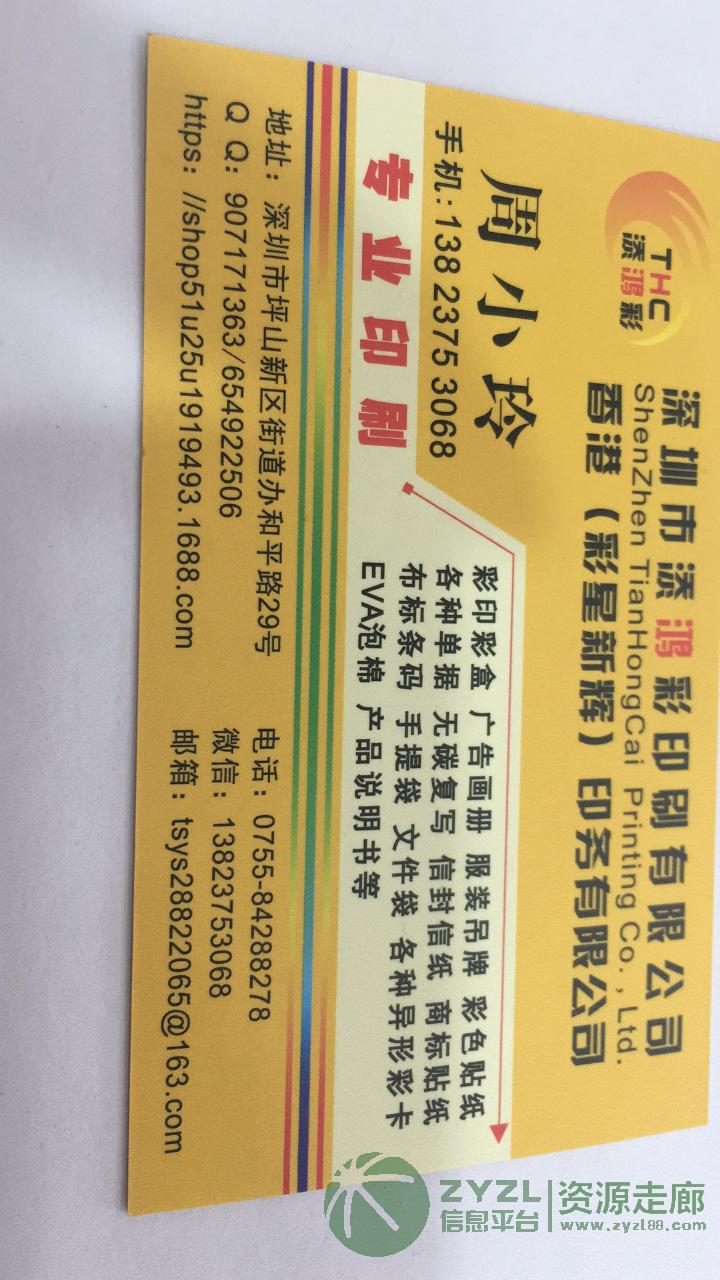 THC
添鸿彩
深圳市添鸿彩印刷有限公司
ShenZhen TianHongCai Printing Co., Ltd.
香港（彩星新辉）印务有限公司
周小玲
手机:138 2375 3068
专业印刷
彩印彩盒 广告画册 服装吊牌 彩色贴纸
各种单据 无碳复写 信封信纸 商标贴纸
布标条码 手提袋 文件袋 各种异形彩卡
EVA泡棉 产品说明书等
地址：深圳市坪山新区街道办和平路29号
电话：0755-84288278
Q Q：907171363/654922506
微信：13823753068
https：//shop51u25u1919493.1688.com
邮箱：tsys28822065@163.com
ZYZL 资源走廊
信息平台 www.zyzl88.com